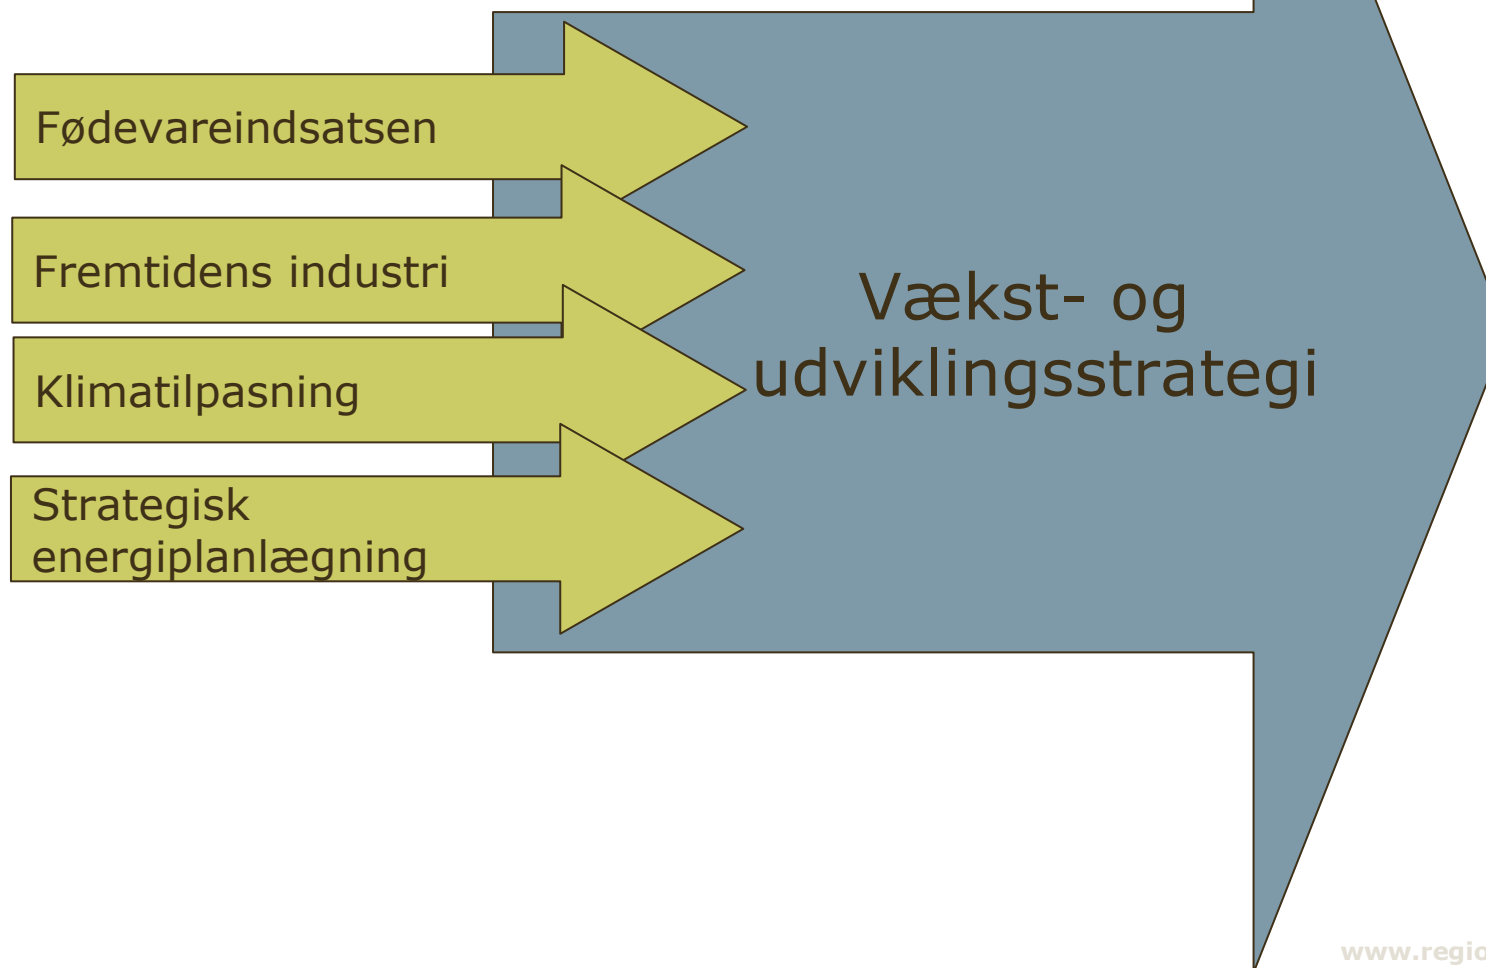 Fødevareindsatsen
Fremtidens industri
Klimatilpasning
Strategisk
energiplanlægning
Vækst- og
udviklingsstrategi